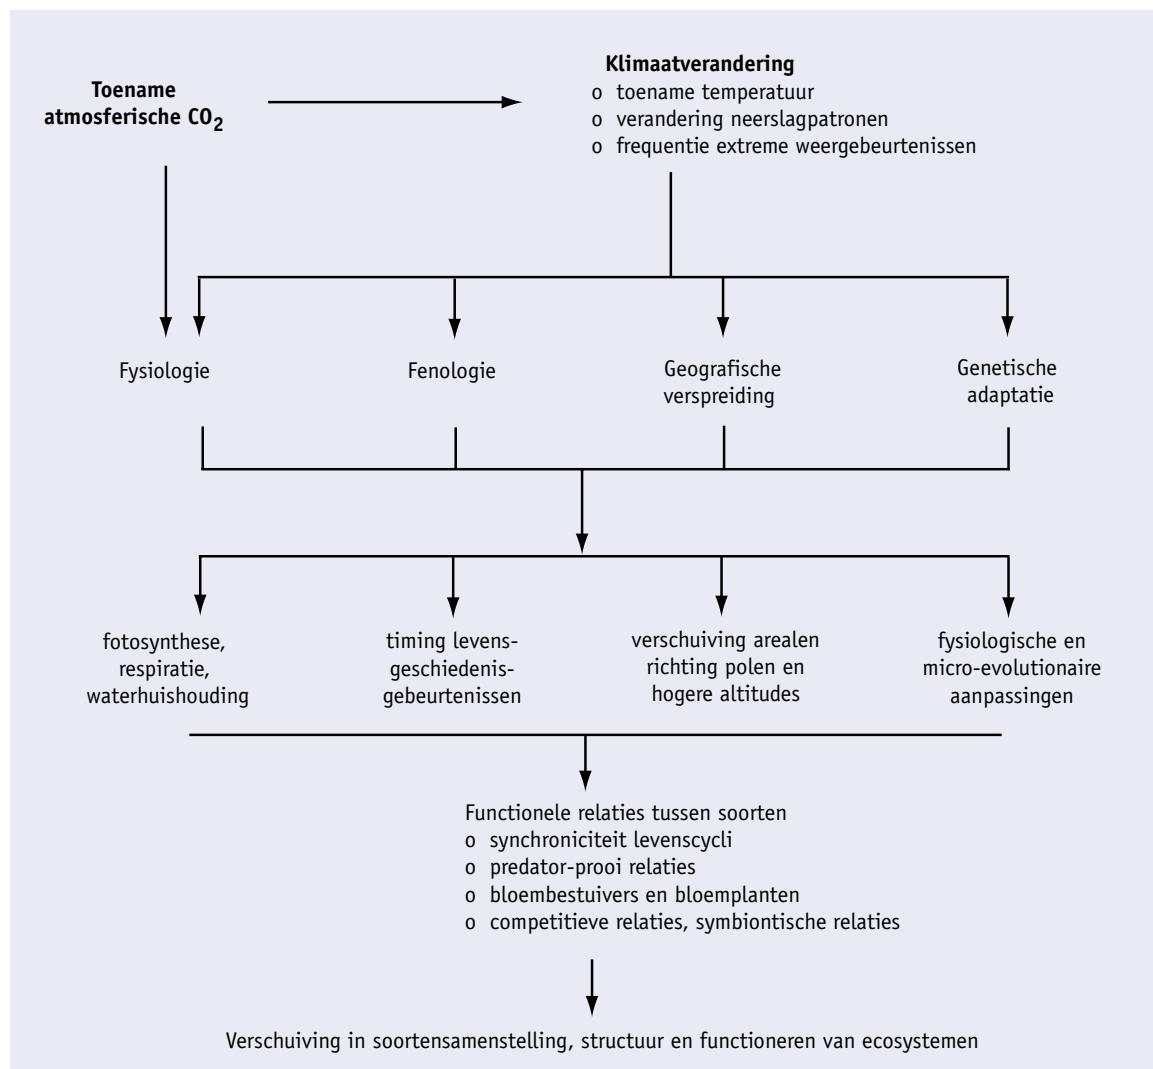 Toename
atmosferische CO2
Klimaatverandering
o toename temperatuur
o verandering neerslagpatronen
o frequentie extreme weergebeurtenissen
Fysiologie
Fenologie
Geografische
verspreiding
Genetische
adaptatie
fotosynthese,
respiratie,
waterhuishouding
timing levens-
geschiedenis-
gebeurtenissen
verschuiving arealen
richting polen en
hogere altitudes
fysiologische en
micro-evolutionaire
aanpassingen
Functionele relaties tussen soorten
o synchroniciteit levenscycli
o predator-prooi relaties
o bloembestuivers en bloemplanten
o competitieve relaties, symbiontische relaties
Verschuiving in soortensamenstelling, structuur en functioneren van ecosystemen